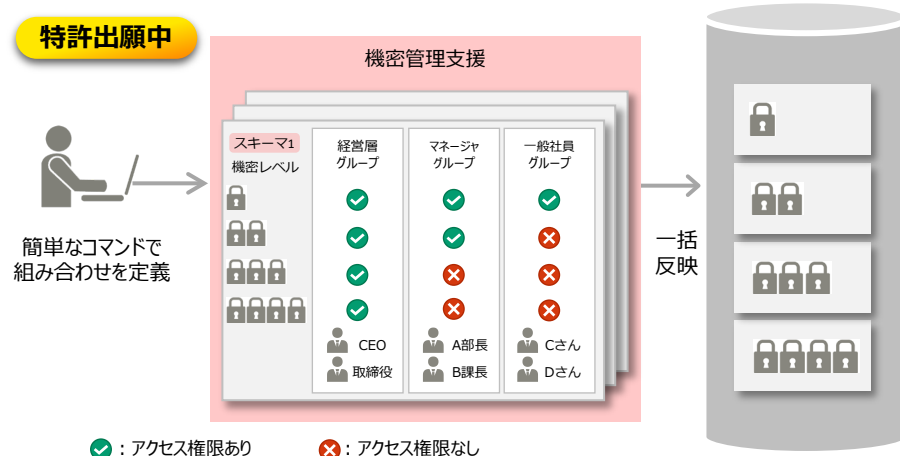 特許出願中
機密管理支援
スキーマ1
機密レベル
経営層
グループ
マネージャ
グループ
一般社員
グループ
CEO
取締役
A部長
B課長
Cさん
Dさん
簡単なコマンドで
組み合わせを定義
一括
反映
：アクセス権限あり
：アクセス権限なし